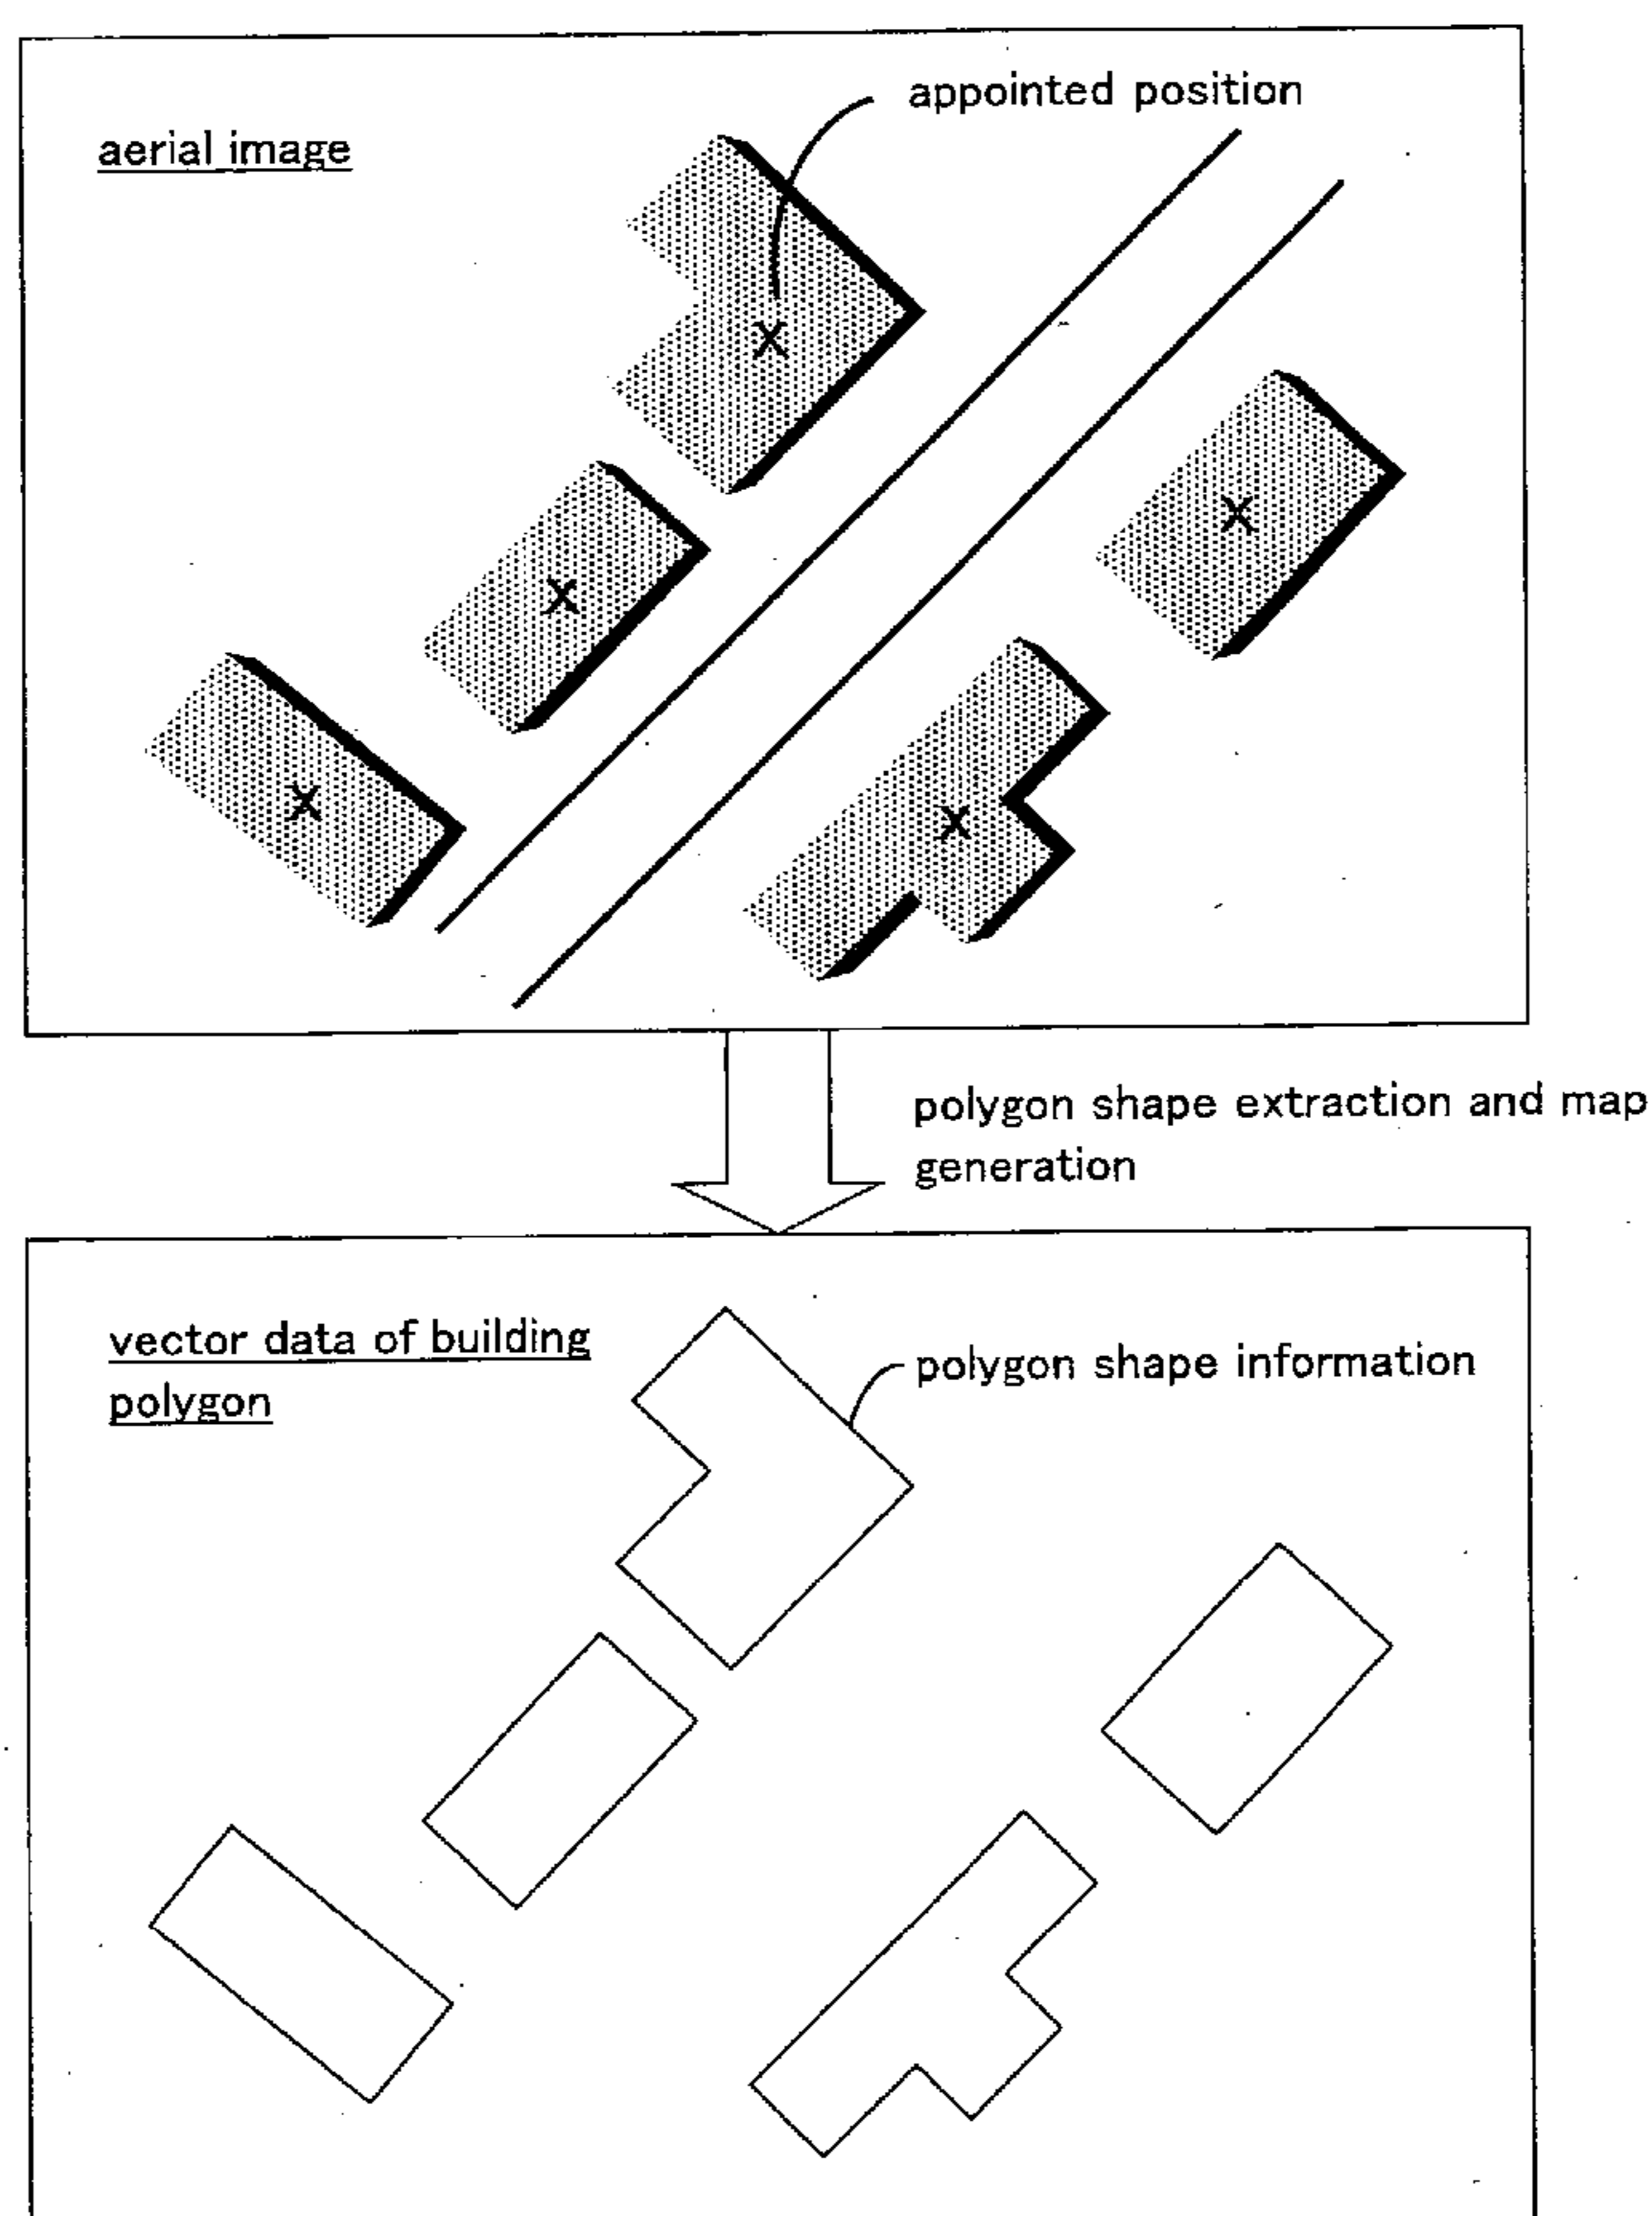 appointed position
aerial image
X
X
X
X
X
polygon shape extraction and map
generation
vector data of building
polygon
polygon shape information